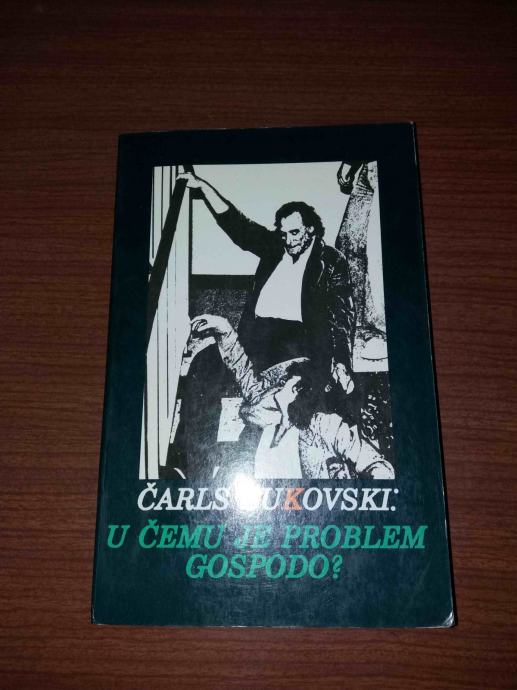 ČARLS BUKOVSKI:
U ČEMU JE PROBLEM
GOSPODO?